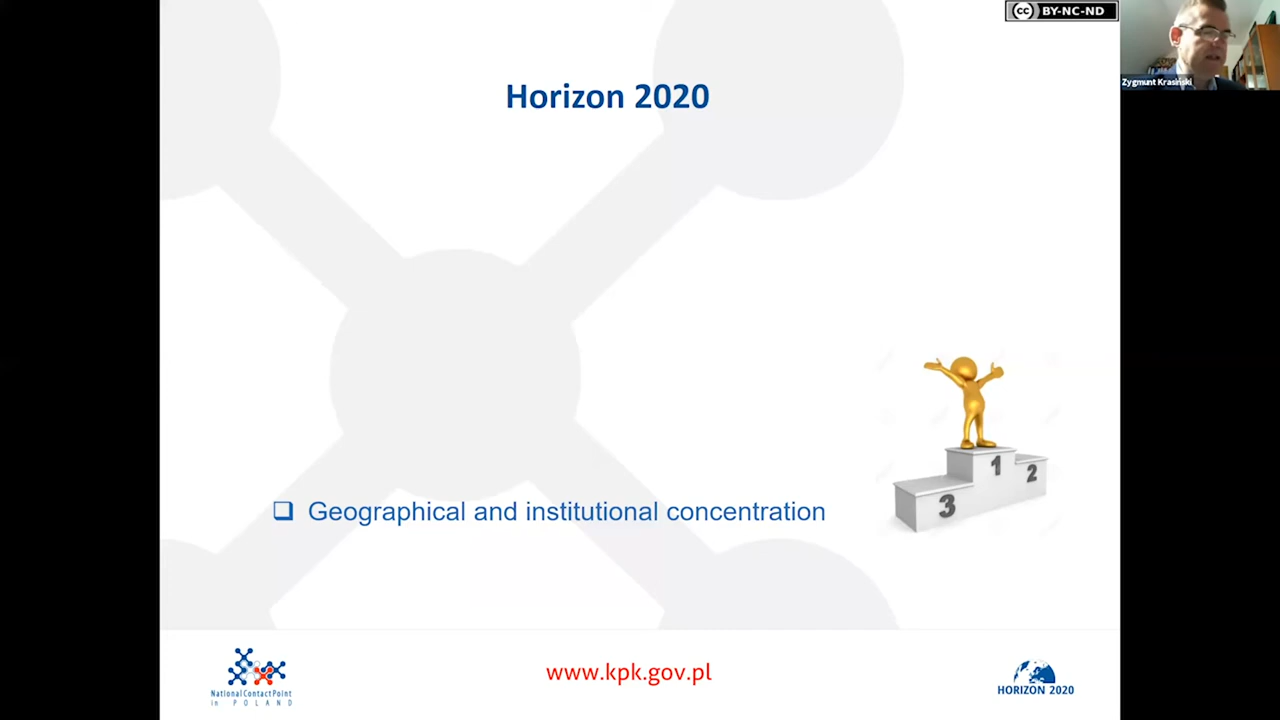 BY-NC-ND
cc
Zygmunt Krasiński
Horizon 2020
1
2
3
Geographical and institutional concentration
National Contact Point
in POLAND
www.kpk.gov.pl
HORIZON 2020